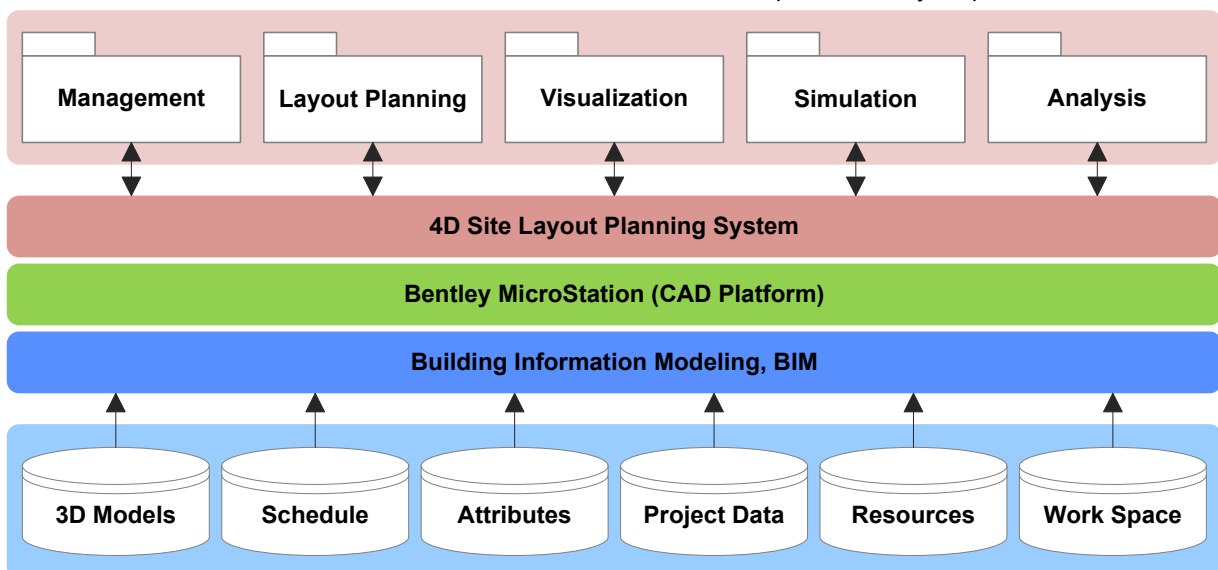 Management
Layout Planning
Visualization
Simulation
Analysis
4D Site Layout Planning System
Bentley MicroStation (CAD Platform)
Building Information Modeling, BIM
3D Models
Schedule
Attributes
Project Data
Resources
Work Space